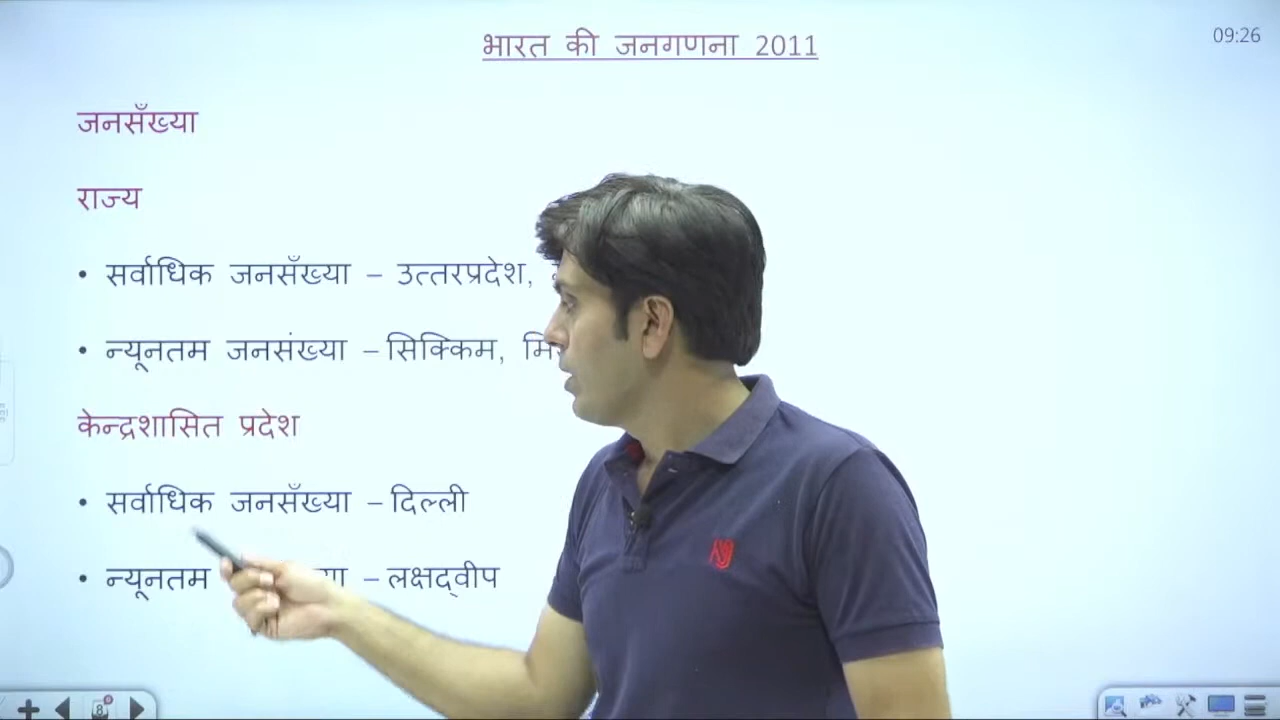 भारत की जनगणना 2011
09:26
जनसँख्या
राज्य
• सर्वाधिक जनसँख्या – उत्तरप्रदेश,
• न्यूनतम जनसंख्या – सिक्किम,
केन्द्रशासित प्रदेश
• सर्वाधिक जनसँख्या – दिल्ली
• न्यूनतम – लक्षद्वीप